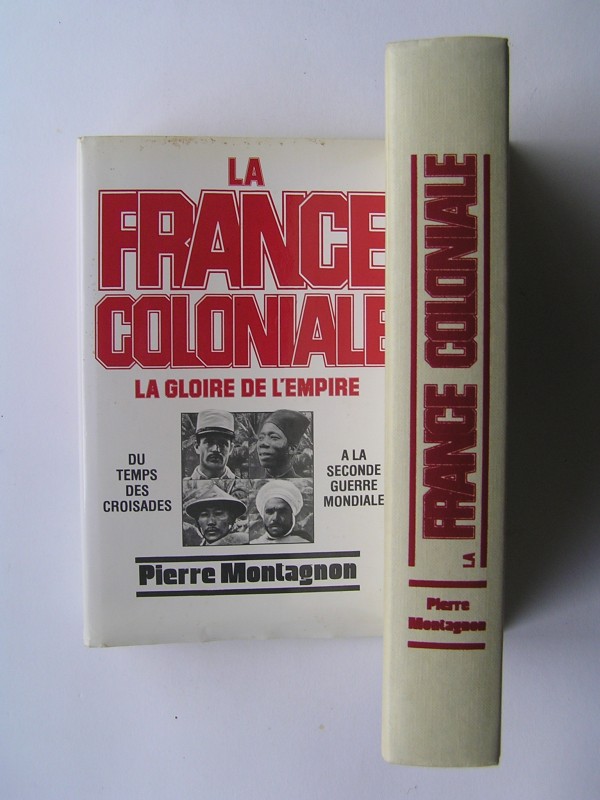 LA
FRANCE
COLONIALE
LA GLOIRE DE L'EMPIRE
DU
TEMPS
DES
CROISADES
A LA
SECONDE
GUERRE
MONDIALE
Pierre Montagnon
LA FRANCE COLONIALE
Pierre
Montagnon